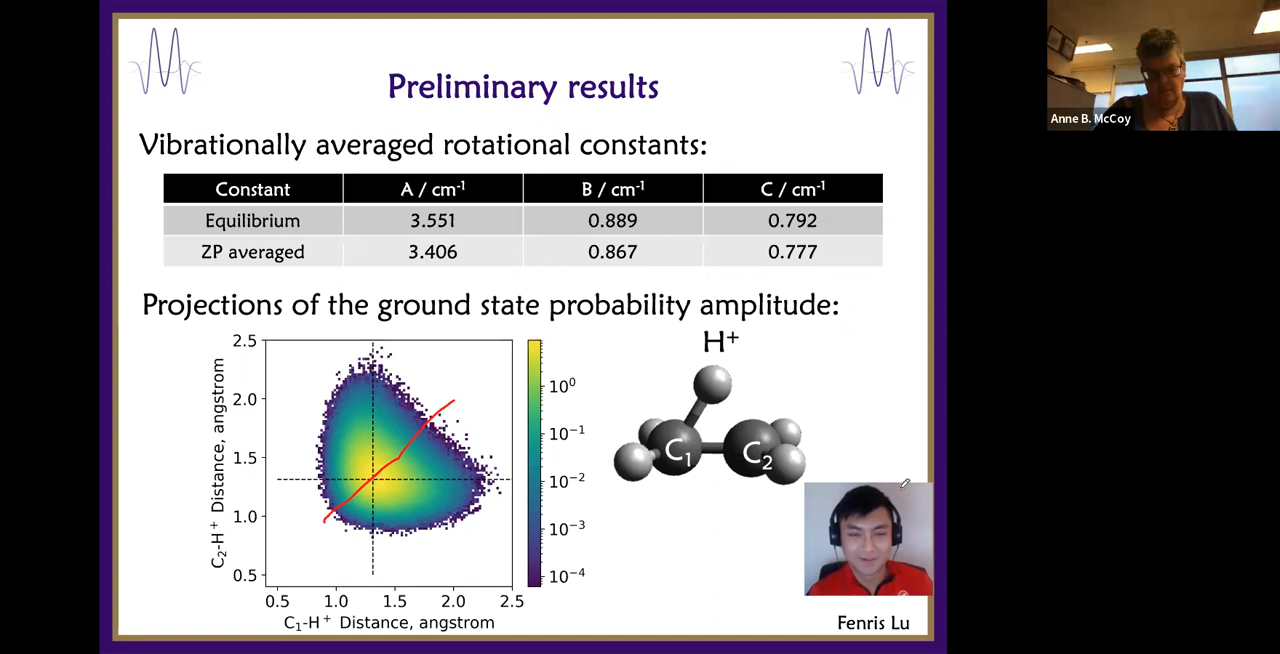 Preliminary results
Anne B. McCoy
Vibrationally averaged rotational constants:
Constant A / cm⁻¹ B / cm⁻¹ C / cm⁻¹
Equilibrium 3.551 0.889 0.792
ZP averaged 3.406 0.867 0.777
Projections of the ground state probability amplitude:
C₂-H⁺ Distance, angstrom
2.5
2.0
1.5
1.0
0.5
0.5 1.0 1.5 2.0 2.5
C₁-H⁺ Distance, angstrom
10⁰
10⁻¹
10⁻²
10⁻³
10⁻⁴
H⁺
C₁ C₂
Fenris Lu